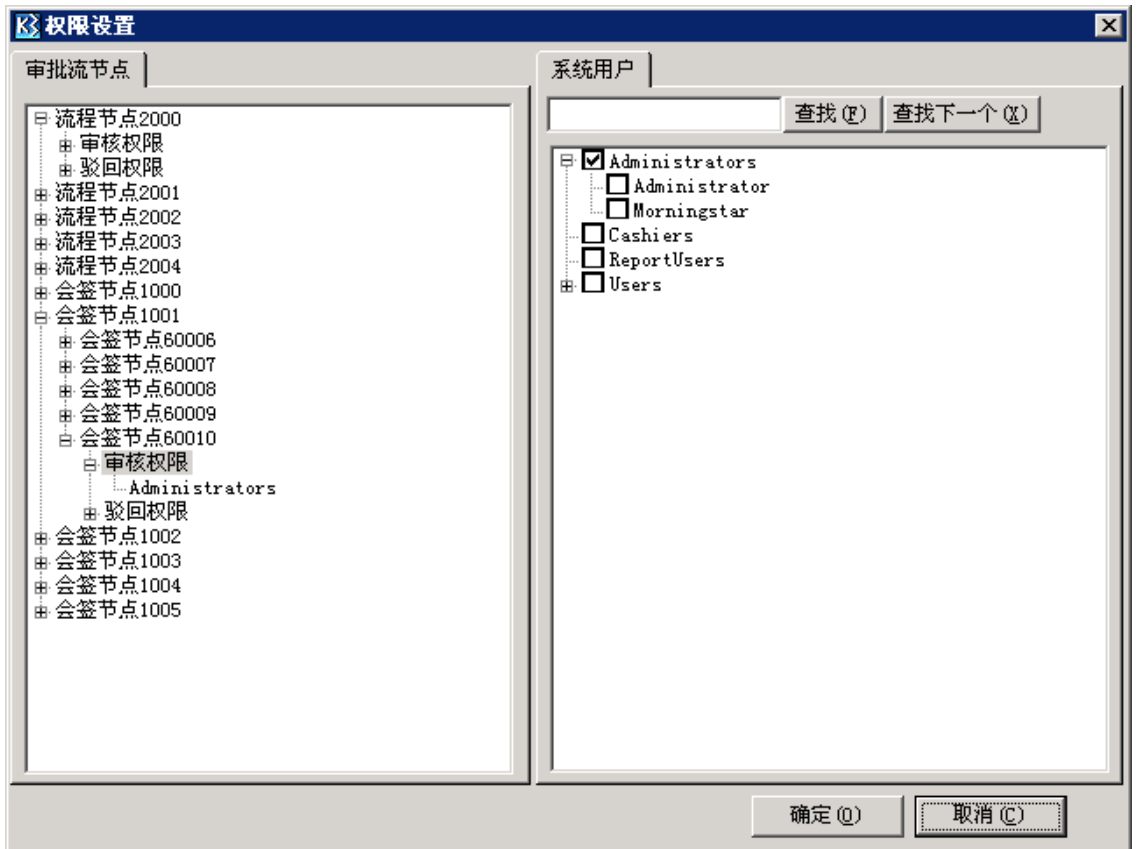 K3 权限设置
审批流节点
流程节点2000
审核权限
驳回权限
流程节点2001
流程节点2002
流程节点2003
流程节点2004
会签节点1000
会签节点1001
会签节点60006
会签节点60007
会签节点60008
会签节点60009
会签节点60010
审核权限
Administrators
驳回权限
会签节点1002
会签节点1003
会签节点1004
会签节点1005
系统用户
查找(F) 查找下一个(X)
Administrators
Administrator
Morningstar
Cashiers
ReportUsers
Users
确定(O) 取消(C)